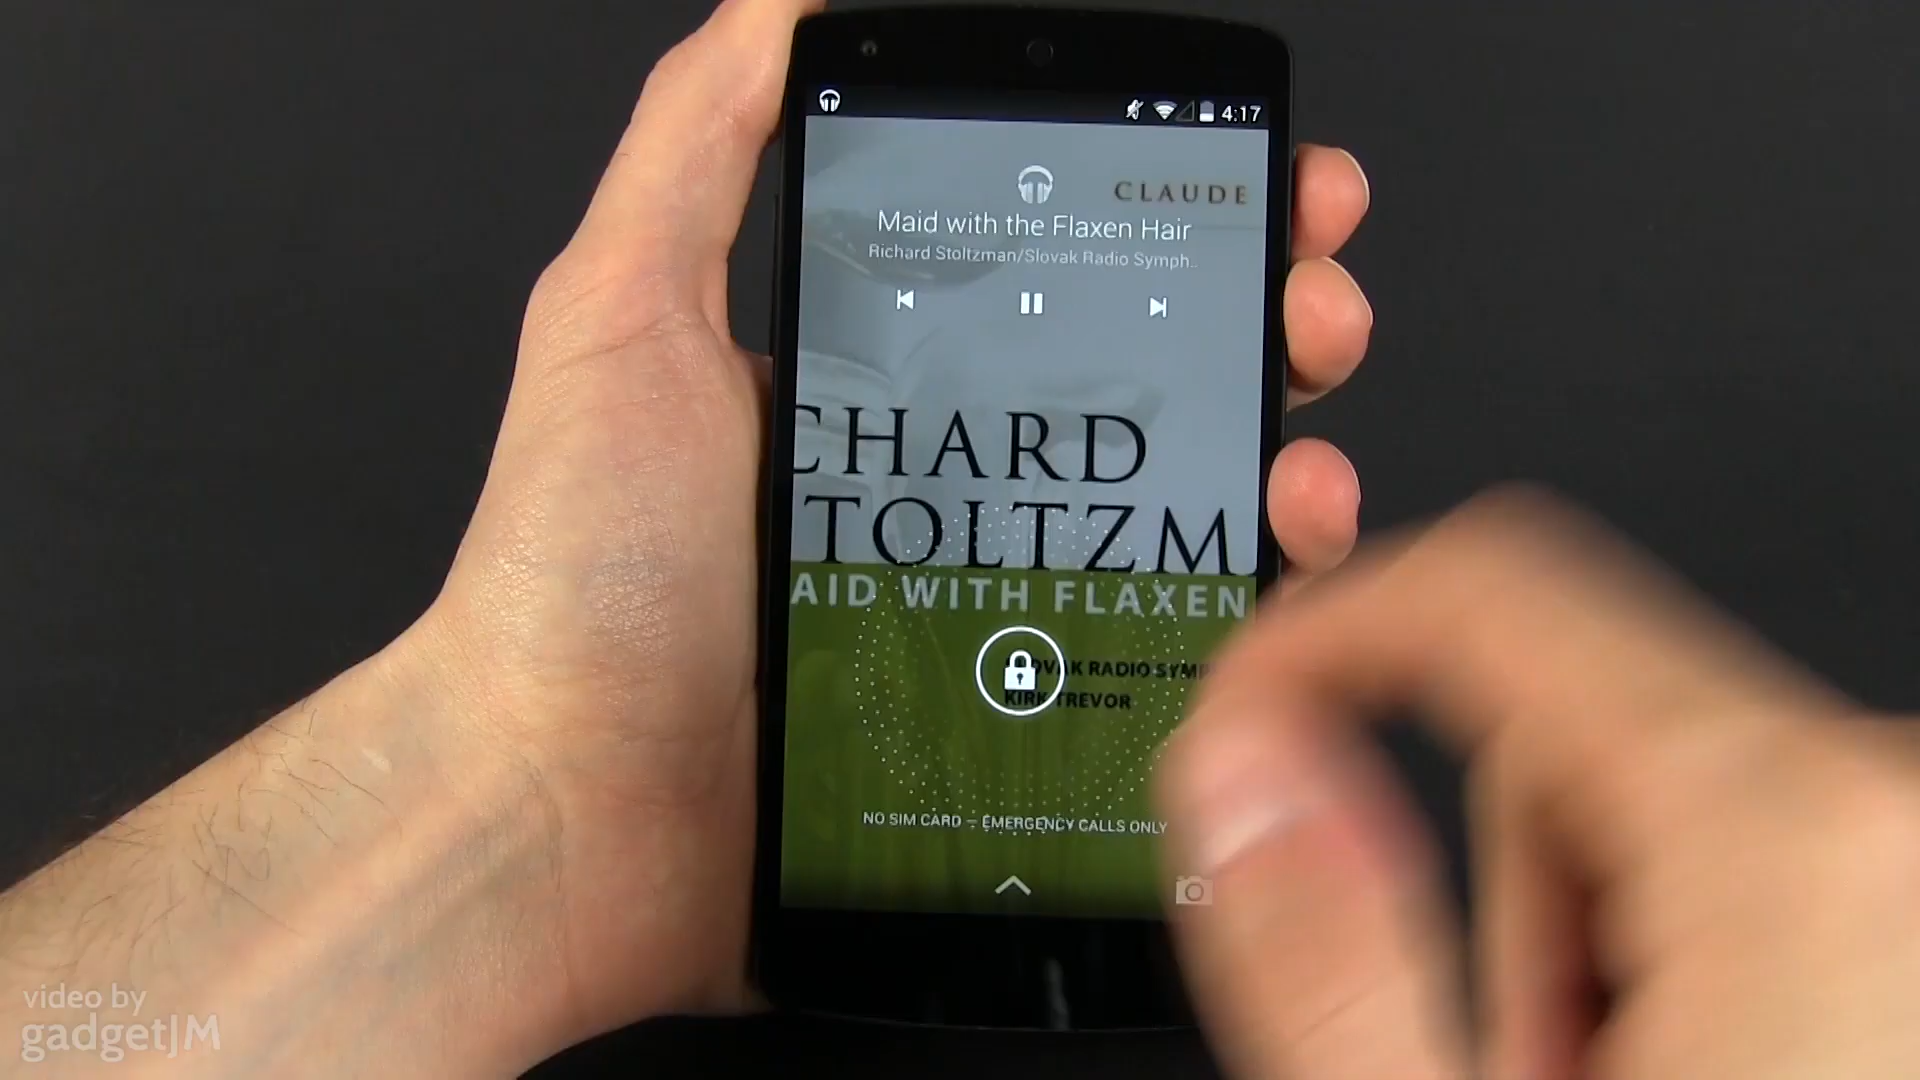 4:17
CLAUDE
Maid with the Flaxen Hair
Richard Stoltzman/Slovak Radio Symph..
CHARD
TOLTZM
AID WITH FLAXEN
OVAK RADIO SYMP
KIRK TREVOR
NO SIM CARD – EMERGENCY CALLS ONLY
video by
gadgetJM